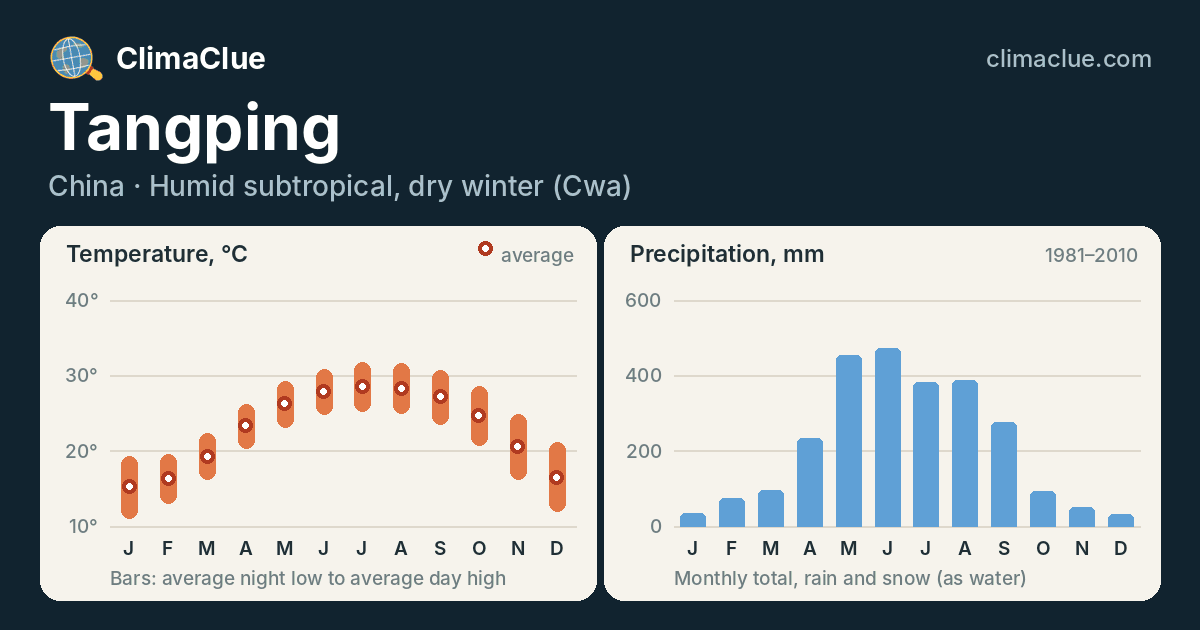 ClimaClue
climaclue.com
Tangping
China · Humid subtropical, dry winter (Cwa)
Temperature, °C
average
40°
30°
20°
10°
J F M A M J J A S O N D
Bars: average night low to average day high
Precipitation, mm
1981–2010
600
400
200
0
J F M A M J J A S O N D
Monthly total, rain and snow (as water)